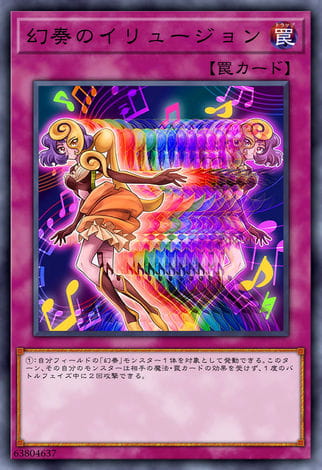 幻奏のイリュージョン
トラップ
罠
【罠カード】
①：自分フィールドの「幻奏」モンスター１体を対象として発動できる。このタ
ーン、その自分のモンスターは相手の魔法・罠カードの効果を受けず、１度のバ
トルフェイズ中に２回攻撃できる。
63804637